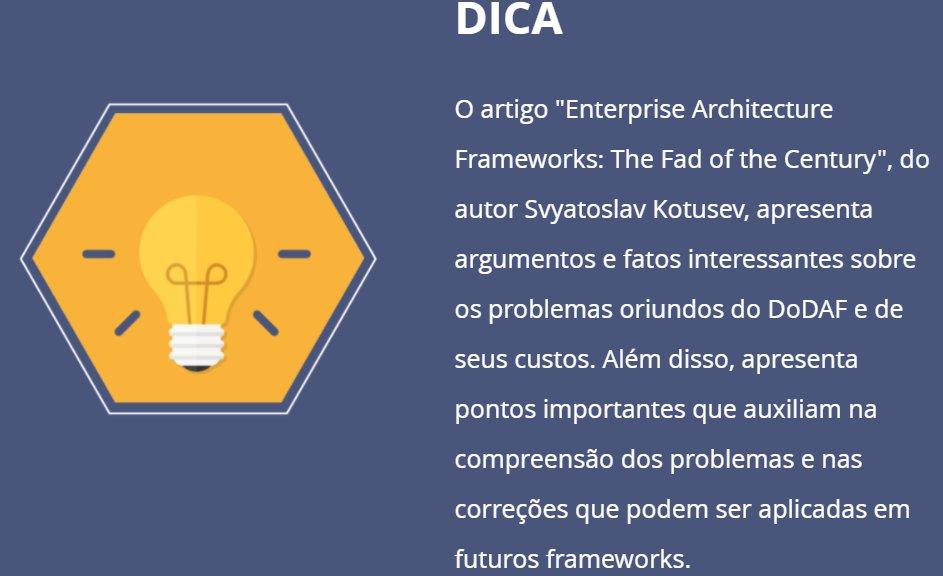 DICA
O artigo "Enterprise Architecture
Frameworks: The Fad of the Century", do
autor Svyatoslav Kotusev, apresenta
argumentos e fatos interessantes sobre
os problemas oriundos do DoDAF e de
seus custos. Além disso, apresenta
pontos importantes que auxiliam na
compreensão dos problemas e nas
correções que podem ser aplicadas em
futuros frameworks.